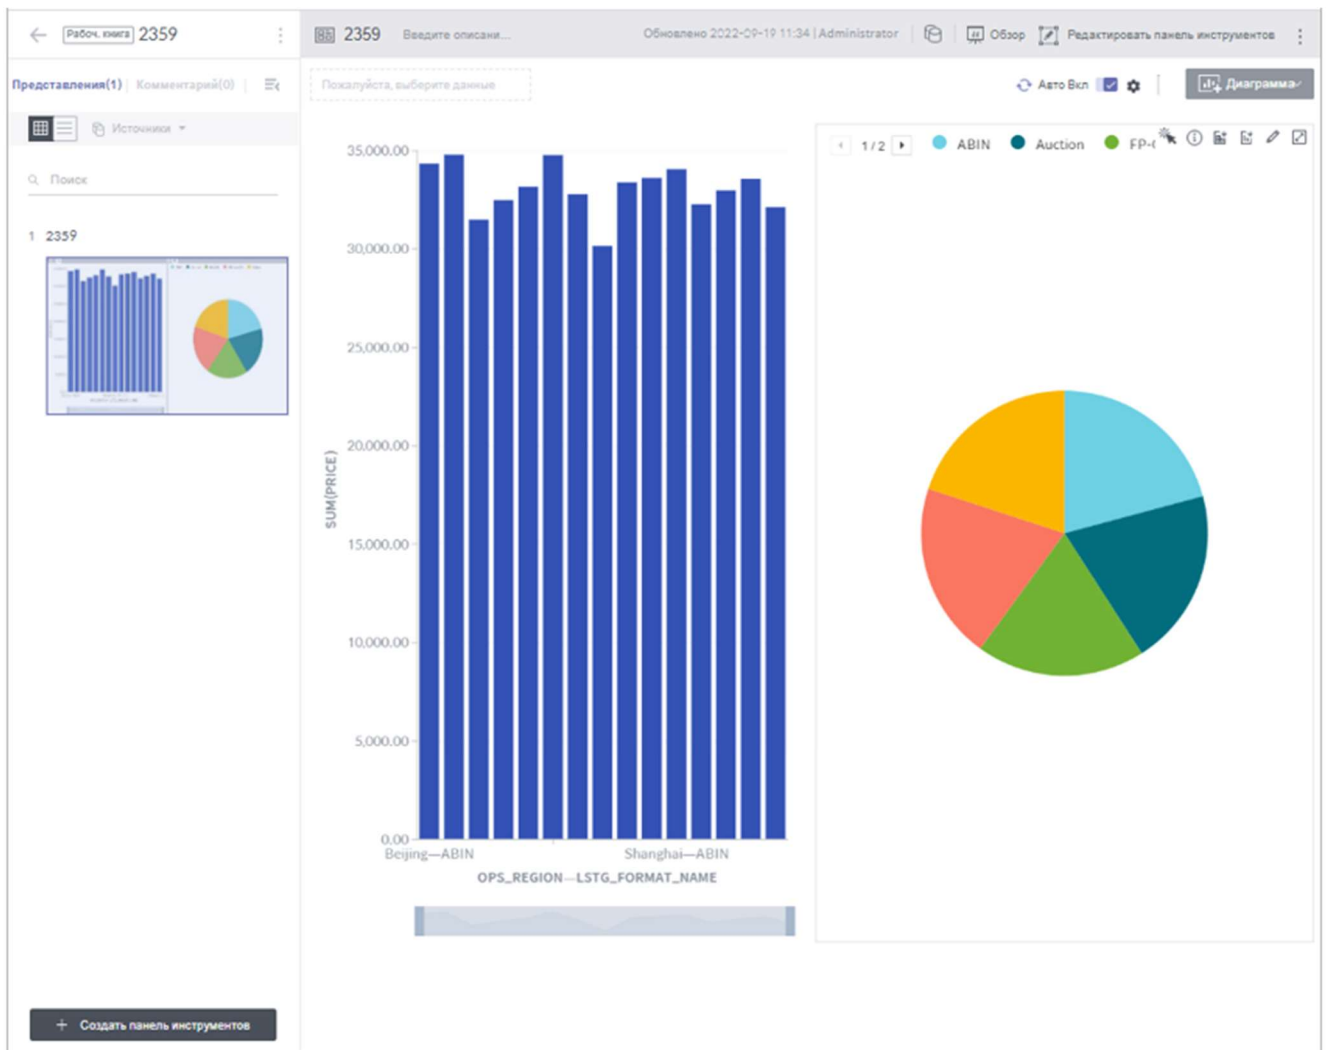 Рабоч. книга 2359
2359 Введите описани... Обновлено 2022-09-19 11:34 | Administrator Обзор Редактировать панель инструментов
Представления(1) Комментарий(0)
Пожалуйста, выберите данные
Авто Вкл
Диаграмма
Источники
Поиск
1 2359
35,000.00
30,000.00
25,000.00
20,000.00
15,000.00
10,000.00
5,000.00
0.00
SUM(PRICE)
Beijing—ABIN Shanghai—ABIN
OPS_REGION—LSTG_FORMAT_NAME
1/2 ABIN Auction FP-
+ Создать панель инструментов